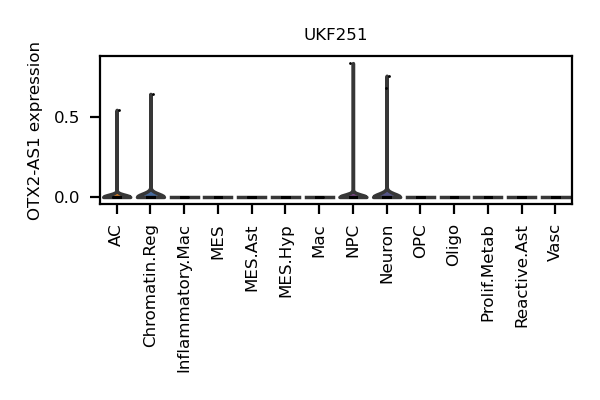 UKF251
OTX2-AS1 expression
0.5
0.0
AC
Chromatin.Reg
Inflammatory.Mac
MES
MES.Ast
MES.Hyp
Mac
NPC
Neuron
OPC
Oligo
Prolif.Metab
Reactive.Ast
Vasc